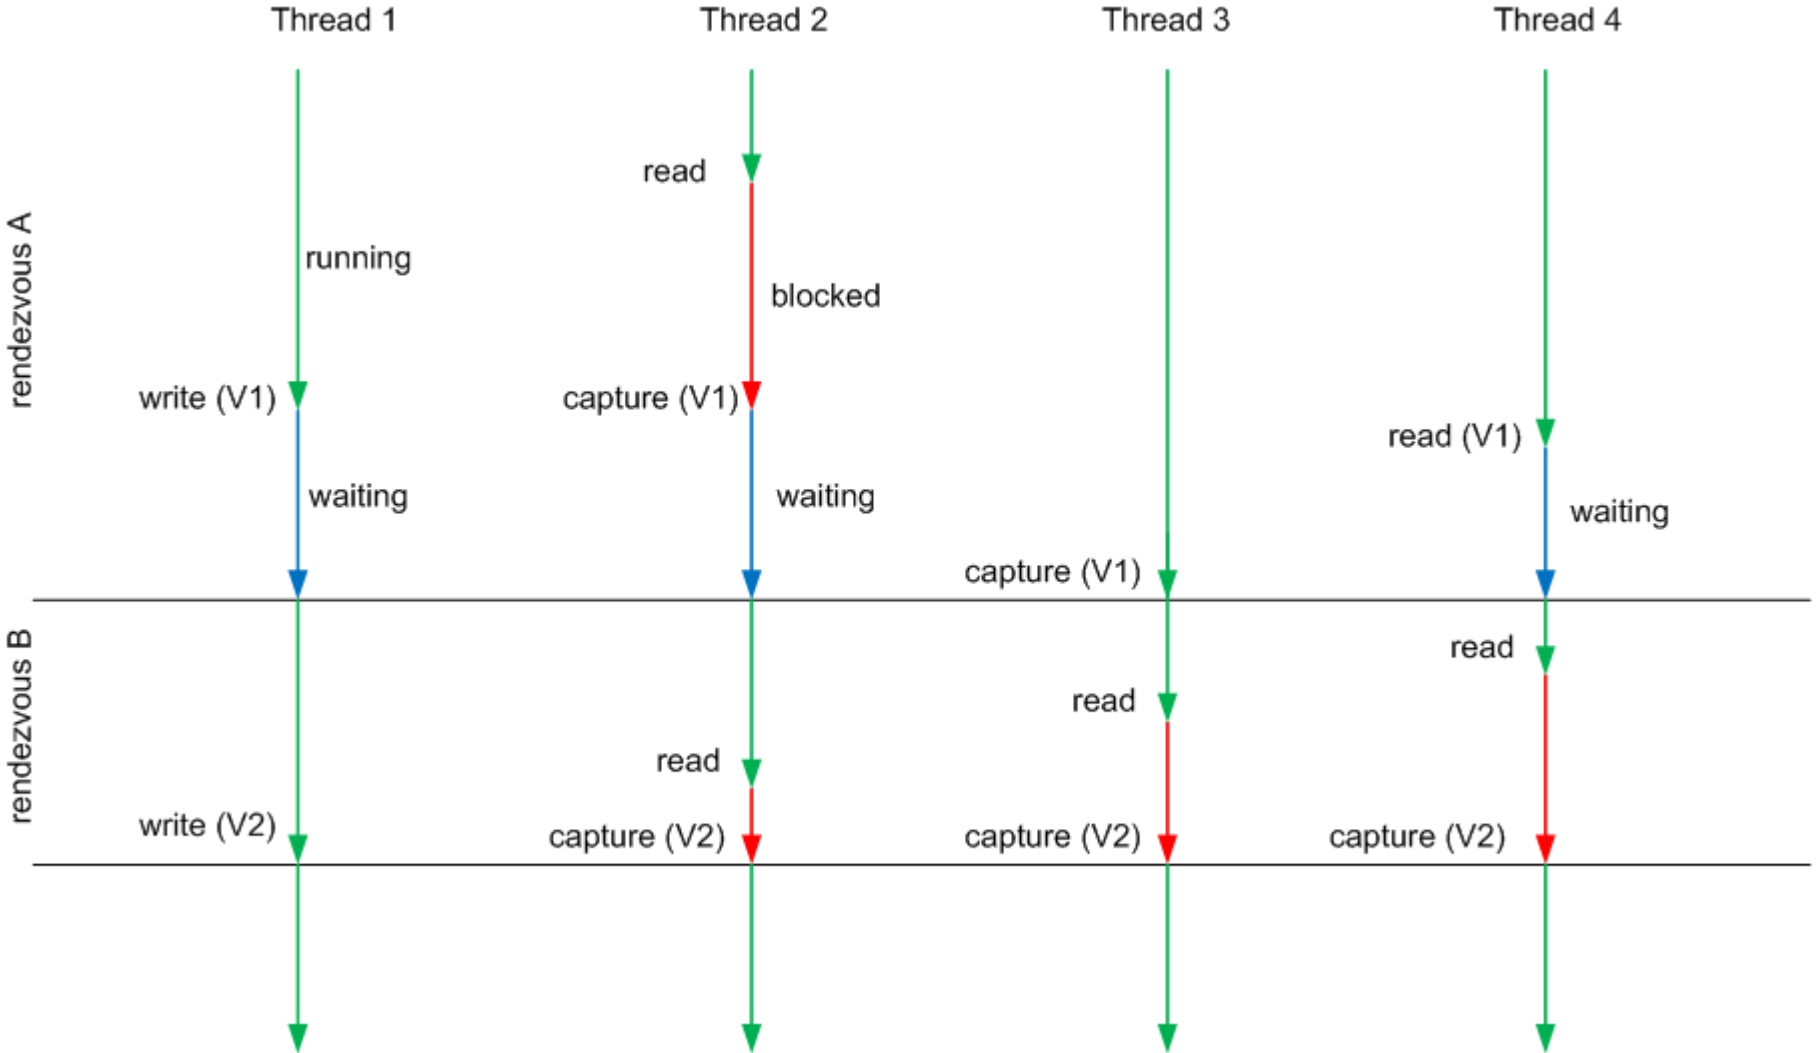 Thread 1
Thread 2
Thread 3
Thread 4
rendezvous A
read
running
blocked
write (V1)
capture (V1)
read (V1)
waiting
waiting
waiting
capture (V1)
rendezvous B
read
read
read
write (V2)
capture (V2)
capture (V2)
capture (V2)